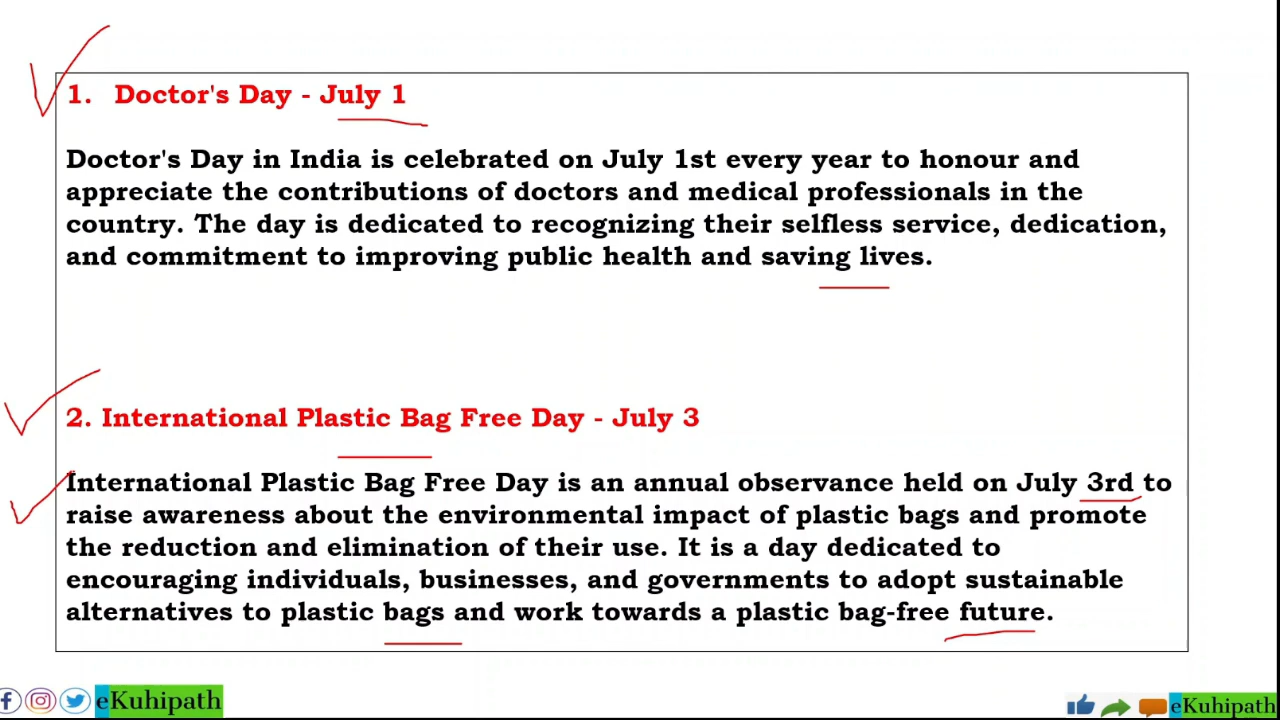 1. Doctor's Day - July 1
Doctor's Day in India is celebrated on July 1st every year to honour and
appreciate the contributions of doctors and medical professionals in the
country. The day is dedicated to recognizing their selfless service, dedication,
and commitment to improving public health and saving lives.
2. International Plastic Bag Free Day - July 3
International Plastic Bag Free Day is an annual observance held on July 3rd to
raise awareness about the environmental impact of plastic bags and promote
the reduction and elimination of their use. It is a day dedicated to
encouraging individuals, businesses, and governments to adopt sustainable
alternatives to plastic bags and work towards a plastic bag-free future.
eKuhipath
eKuhipath